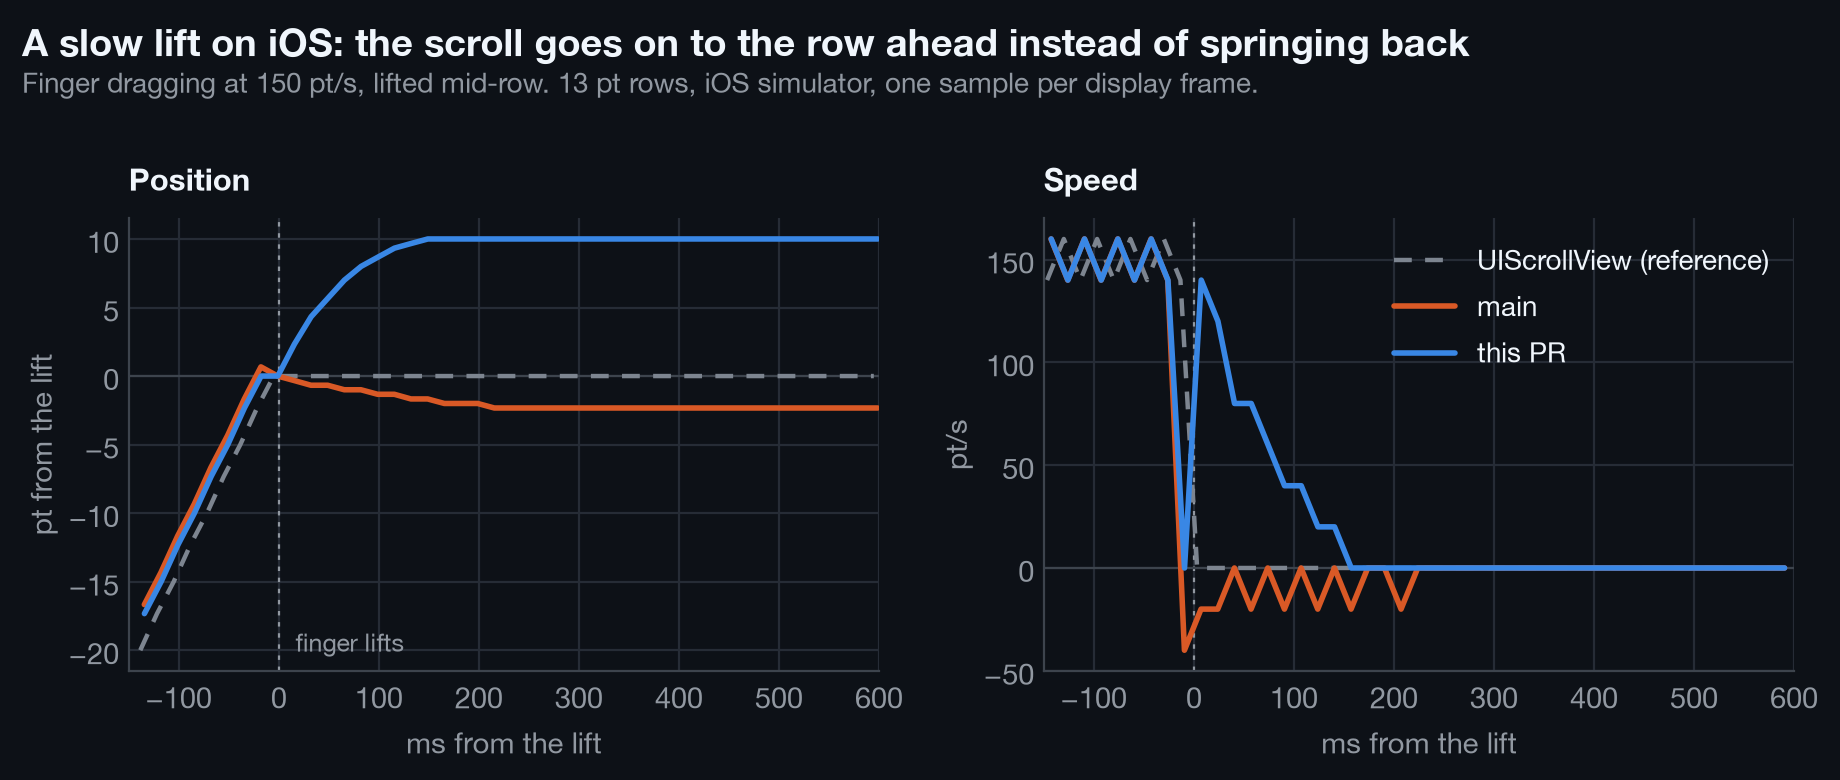 A slow lift on iOS: the scroll goes on to the row ahead instead of springing back
Finger dragging at 150 pt/s, lifted mid-row. 13 pt rows, iOS simulator, one sample per display frame.
Position
pt from the lift
10
5
0
−5
−10
−15
−20
finger lifts
−100 0 100 200 300 400 500 600
ms from the lift
Speed
pt/s
150
100
50
0
−50
UIScrollView (reference)
main
this PR
−100 0 100 200 300 400 500 600
ms from the lift